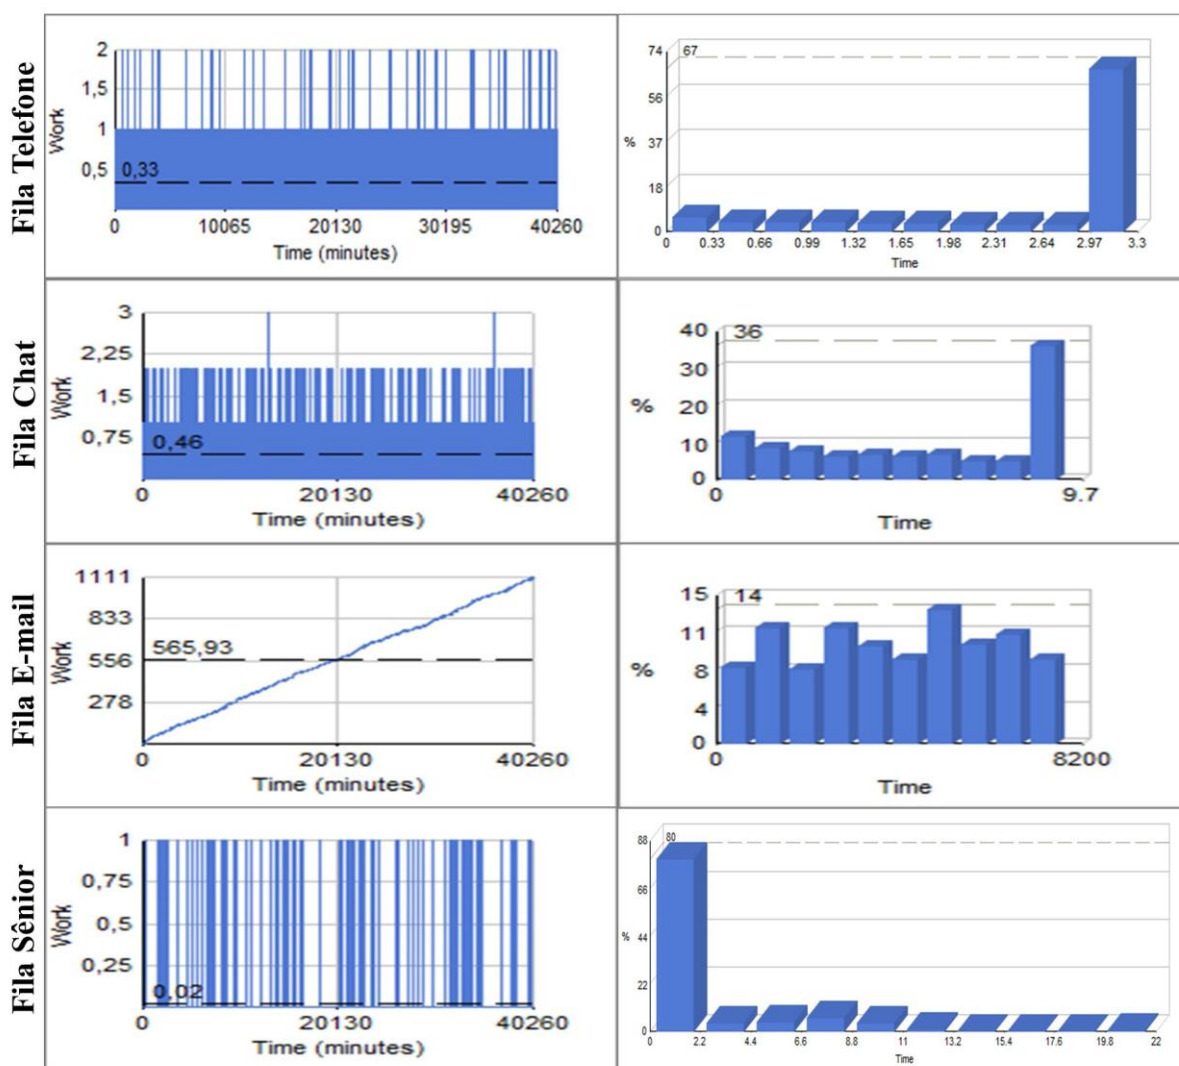 Fila Telefone
2
1,5
1
0,5
Work
0,33
0 10065 20130 30195 40260
Time (minutes)
74
67
56
37
18
0
%
0.33 0.66 0.99 1.32 1.65 1.98 2.31 2.64 2.97 3.3
Time
Fila Chat
3
2,25
1,5
0,75
Work
0,46
0 20130 40260
Time (minutes)
40
36
30
20
10
0
%
0 9.7
Time
Fila E-mail
1111
833
556
278
Work
565,93
0 20130 40260
Time (minutes)
15
14
11
8
4
0
%
0 8200
Time
Fila Sênior
1
0,75
0,5
0,25
Work
0,02
0 20130 40260
Time (minutes)
88
80
66
44
22
0
%
0 2.2 4.4 6.6 8.8 11 13.2 15.4 17.6 19.8 22
Time